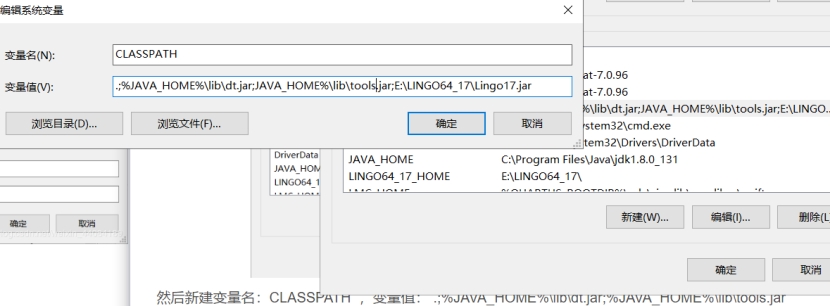 编辑系统变量
变量名(N):
CLASSPATH
变量值(V):
.;%JAVA_HOME%\lib\dt.jar;JAVA_HOME%\lib\tools.jar;E:\LINGO64_17\Lingo17.jar
浏览目录(D)...
浏览文件(F)...
确定
取消
at-7.0.96
at-7.0.96
%\lib\dt.jar;JAVA_HOME%\lib\tools.jar;E:\LINGO...
stem32\cmd.exe
ystem32\Drivers\DriverData
DriverData
JAVA_HOME
LINGO64_1
JAVA_HOME
C:\Program Files\Java\jdk1.8.0_131
LINGO64_17_HOME
E:\LINGO64_17\
确定
取消
新建(W)...
编辑(I)...
删除(L)
确定
取消
然后新建变量名：CLASSPATH ，变量值： .;%JAVA_HOME%\lib\dt.jar;%JAVA_HOME%\lib\tools.jar